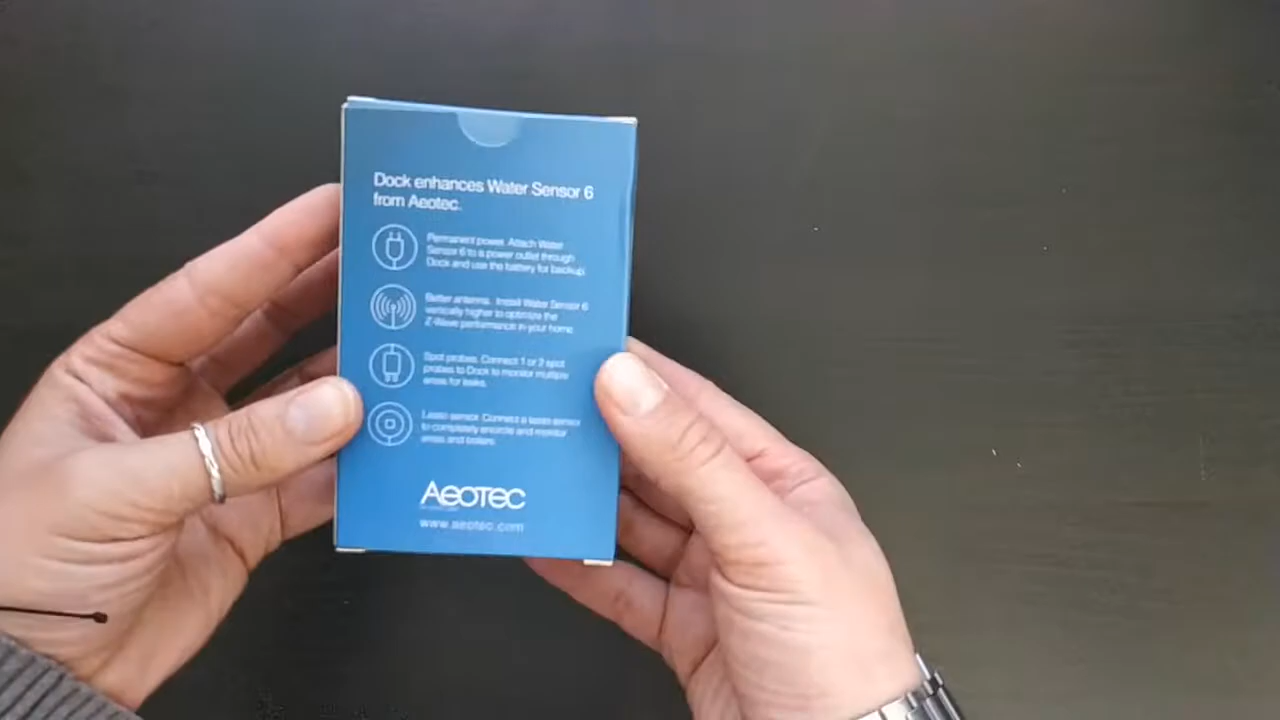 Dock enhances Water Sensor 6
from Aeotec.
Permanent power. Attach Water
Sensor 6 to a power outlet through
Dock and use the battery for backup.
Better antenna. Install Water Sensor 6
vertically higher to optimize the
Z-Wave performance in your home.
Spot probes. Connect 1 or 2 spot
probes to Dock to monitor multiple
areas for leaks.
Lasso sensor. Connect a lasso sensor
to completely encircle and monitor
areas and boilers.
AEOTEC
www.aeotec.com